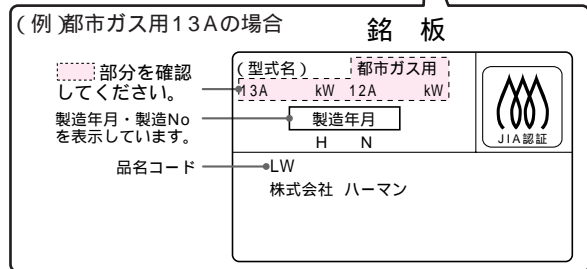 (例)都市ガス用13Aの場合
銘 板
部分を確認
してください。
製造年月・製造No
を表示しています。
品名コード
(型式名) 都市ガス用
13A kW 12A kW
製造年月
H N
LW
株式会社 ハーマン
JIA認証